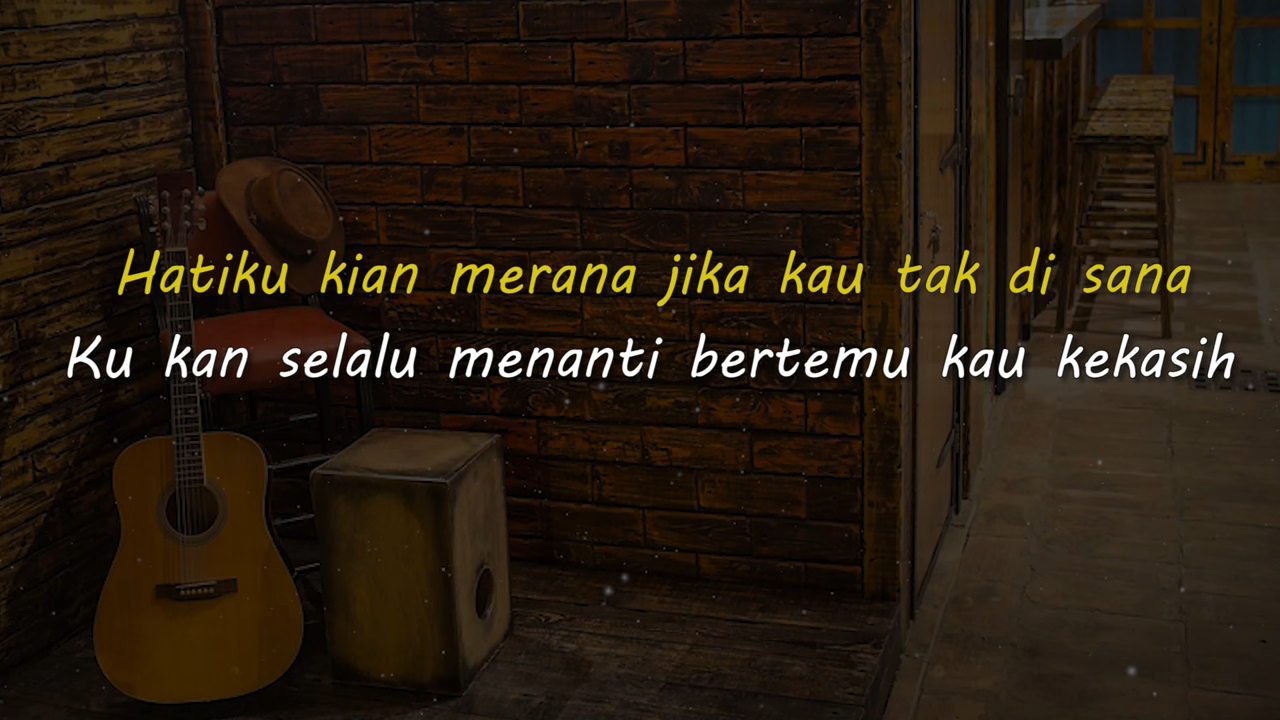 Hatiku kian merana jika kau tak di sana
Ku kan selalu menanti bertemu kau kekasih